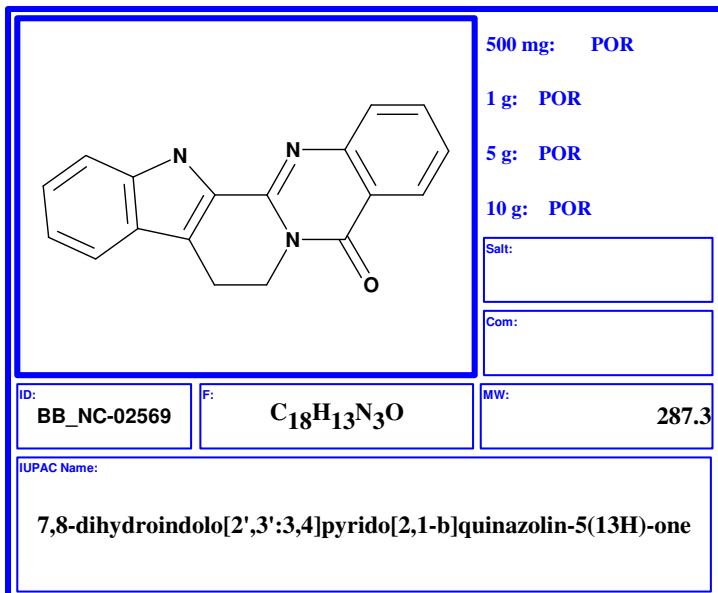 500 mg: POR
1 g: POR
5 g: POR
10 g: POR
N
N
N
O
Salt:
Com:
ID:
BB_NC-02569
F:
C18H13N3O
MW:
287.3
IUPAC Name:
7,8-dihydroindolo[2',3':3,4]pyrido[2,1-b]quinazolin-5(13H)-one